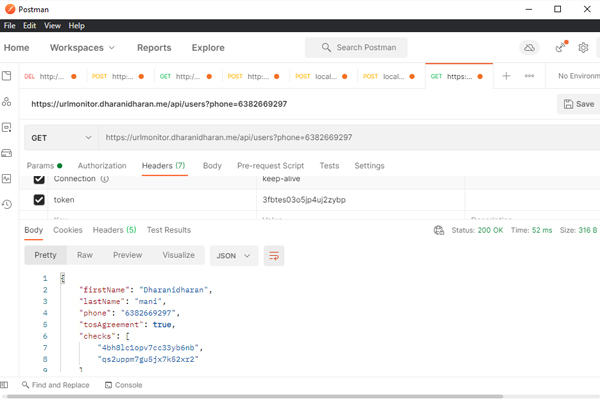 Postman
File Edit View Help
Home Workspaces Reports Explore Search Postman
DEL http:/... POST http:... GET http:/... POST http:... POST local... POST local... GET https:... No Environm
https://urlmonitor.dharanidharan.me/api/users?phone=6382669297 Save
GET https://urlmonitor.dharanidharan.me/api/users?phone=6382669297
Params Authorization Headers (7) Body Pre-request Script Tests Settings
Connection keep-alive
token 3fbtes03o5jp4uj2zybp
Key Value Description
Body Cookies Headers (5) Test Results Status: 200 OK Time: 52 ms Size: 316 B
Pretty Raw Preview Visualize JSON
1 {
2 "firstName": "Dharanidharan",
3 "lastName": "mani",
4 "phone": "6382669297",
5 "tosAgreement": true,
6 "checks": [
7 "4bh8lc1opv7cc33yb6nb",
8 "qs2uppm7gu5jx7k52xr2"
]
Find and Replace Console